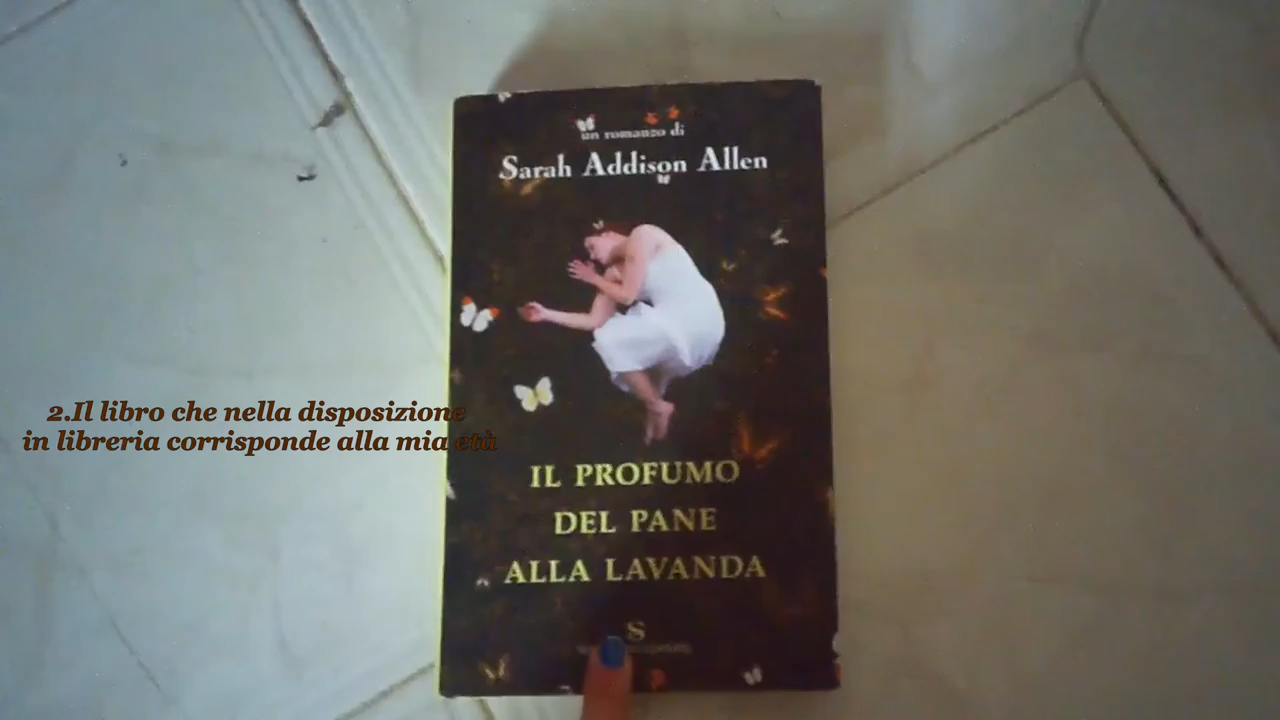 un romanzo di
Sarah Addison Allen
2.Il libro che nella disposizione
in libreria corrisponde alla mia età
IL PROFUMO
DEL PANE
ALLA LAVANDA
S